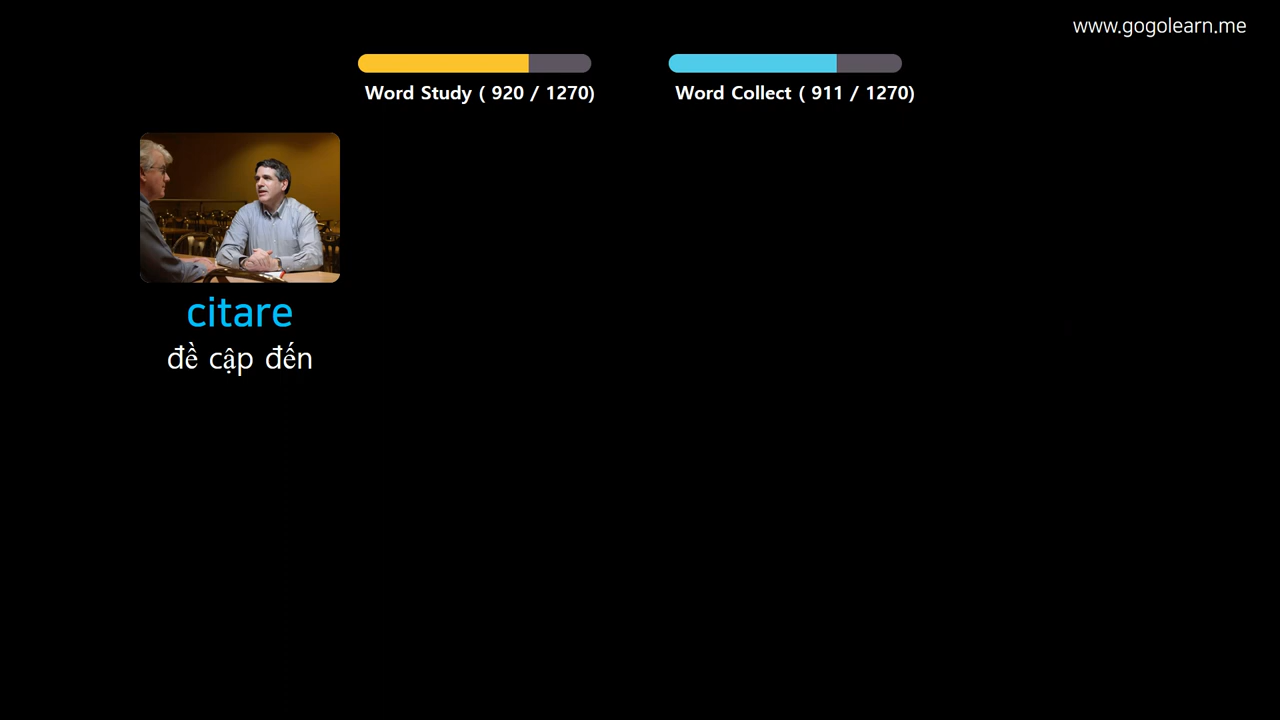 www.gogolearn.me
Word Study ( 920 / 1270)
Word Collect ( 911 / 1270)
citare
đề cập đến